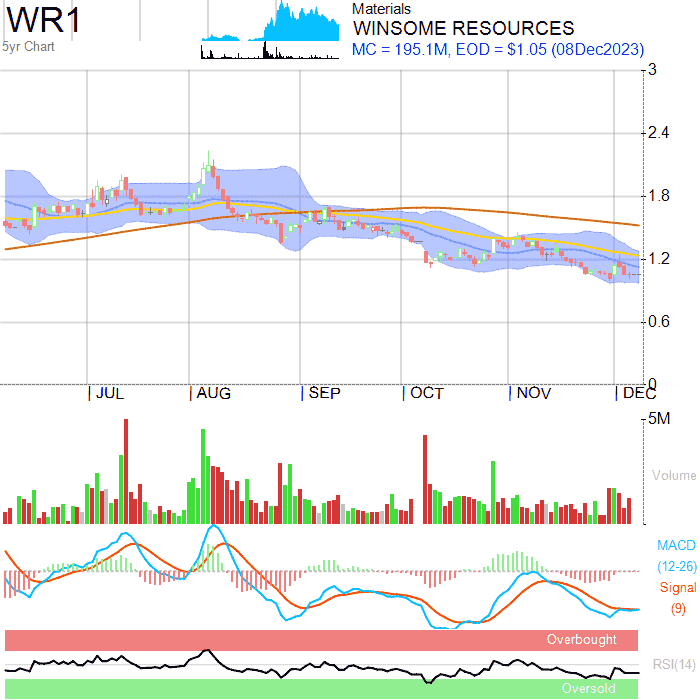 WR1
5yr Chart
Materials
WINSOME RESOURCES
MC = 195.1M, EOD = $1.05 (08Dec2023)
3
2.4
1.8
1.2
0.6
0
JUL AUG SEP OCT NOV DEC
5M
Volume
MACD
(12-26)
Signal
(9)
Overbought
RSI(14)
Oversold